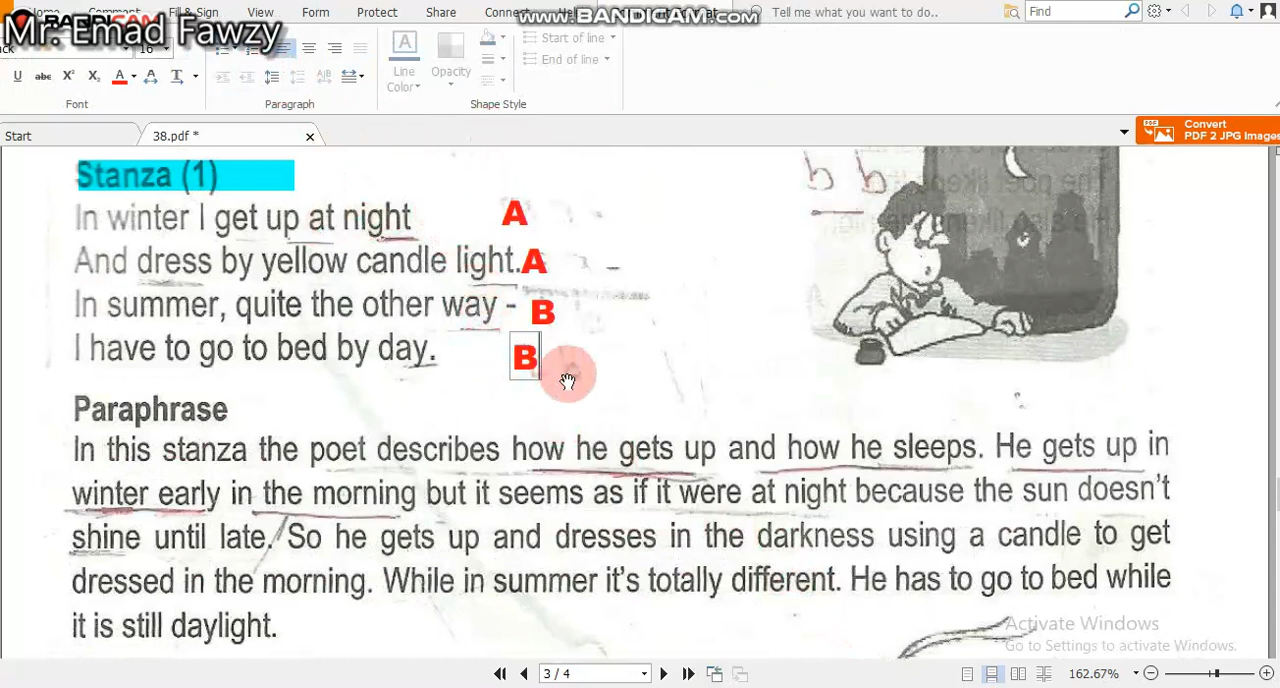 Home Comment Fill & Sign View Form Protect Share Connect Tell me what you want to do.. Find
BANDICAM
www.BANDICAM.com
Mr. Emad Fawzy
16
Start of line
End of line
U abc X² X₂ A A T
Line Color
Opacity
Font Paragraph Shape Style
Start 38.pdf *
Convert
PDF 2 JPG Images
Stanza (1)
In winter I get up at night A
And dress by yellow candle light. A
In summer, quite the other way - B
I have to go to bed by day. B
b b
Paraphrase
In this stanza the poet describes how he gets up and how he sleeps. He gets up in
winter early in the morning but it seems as if it were at night because the sun doesn't
shine until late. So he gets up and dresses in the darkness using a candle to get
dressed in the morning. While in summer it's totally different. He has to go to bed while
it is still daylight.
Activate Windows
Go to Settings to activate Windows.
3 / 4
162.67%